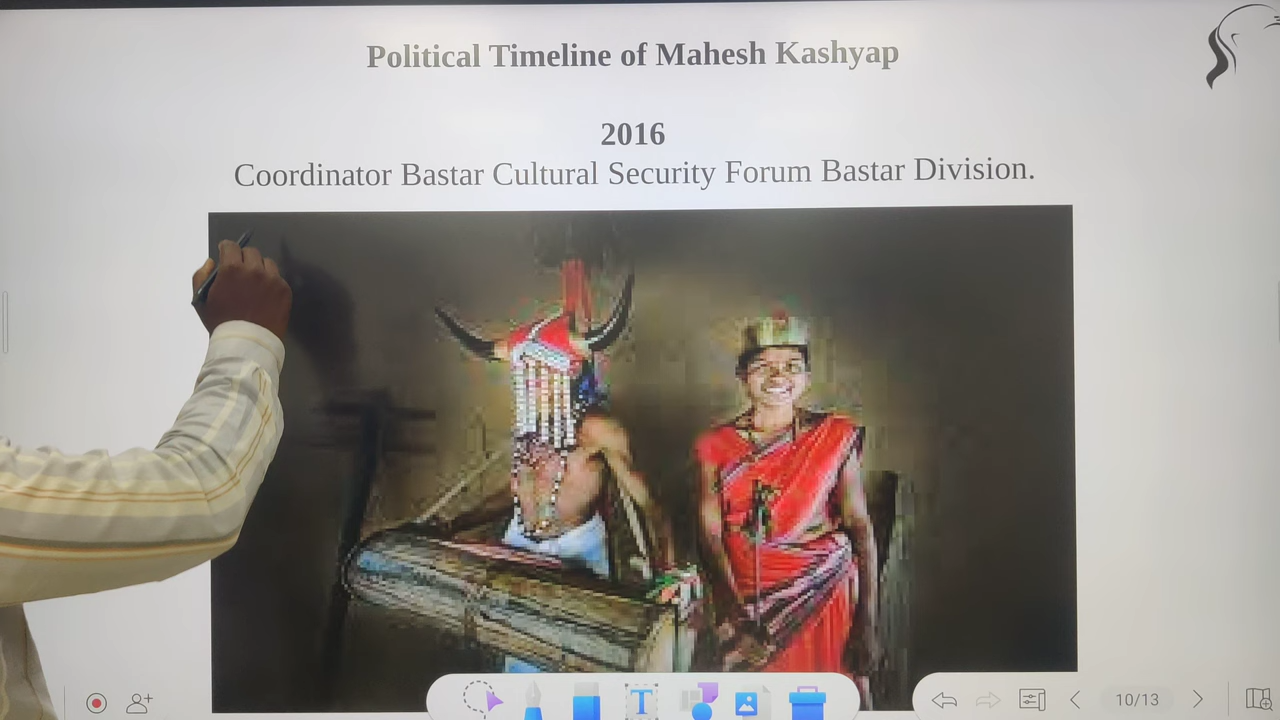 Political Timeline of Mahesh Kashyap
2016
Coordinator Bastar Cultural Security Forum Bastar Division.
T
10/13